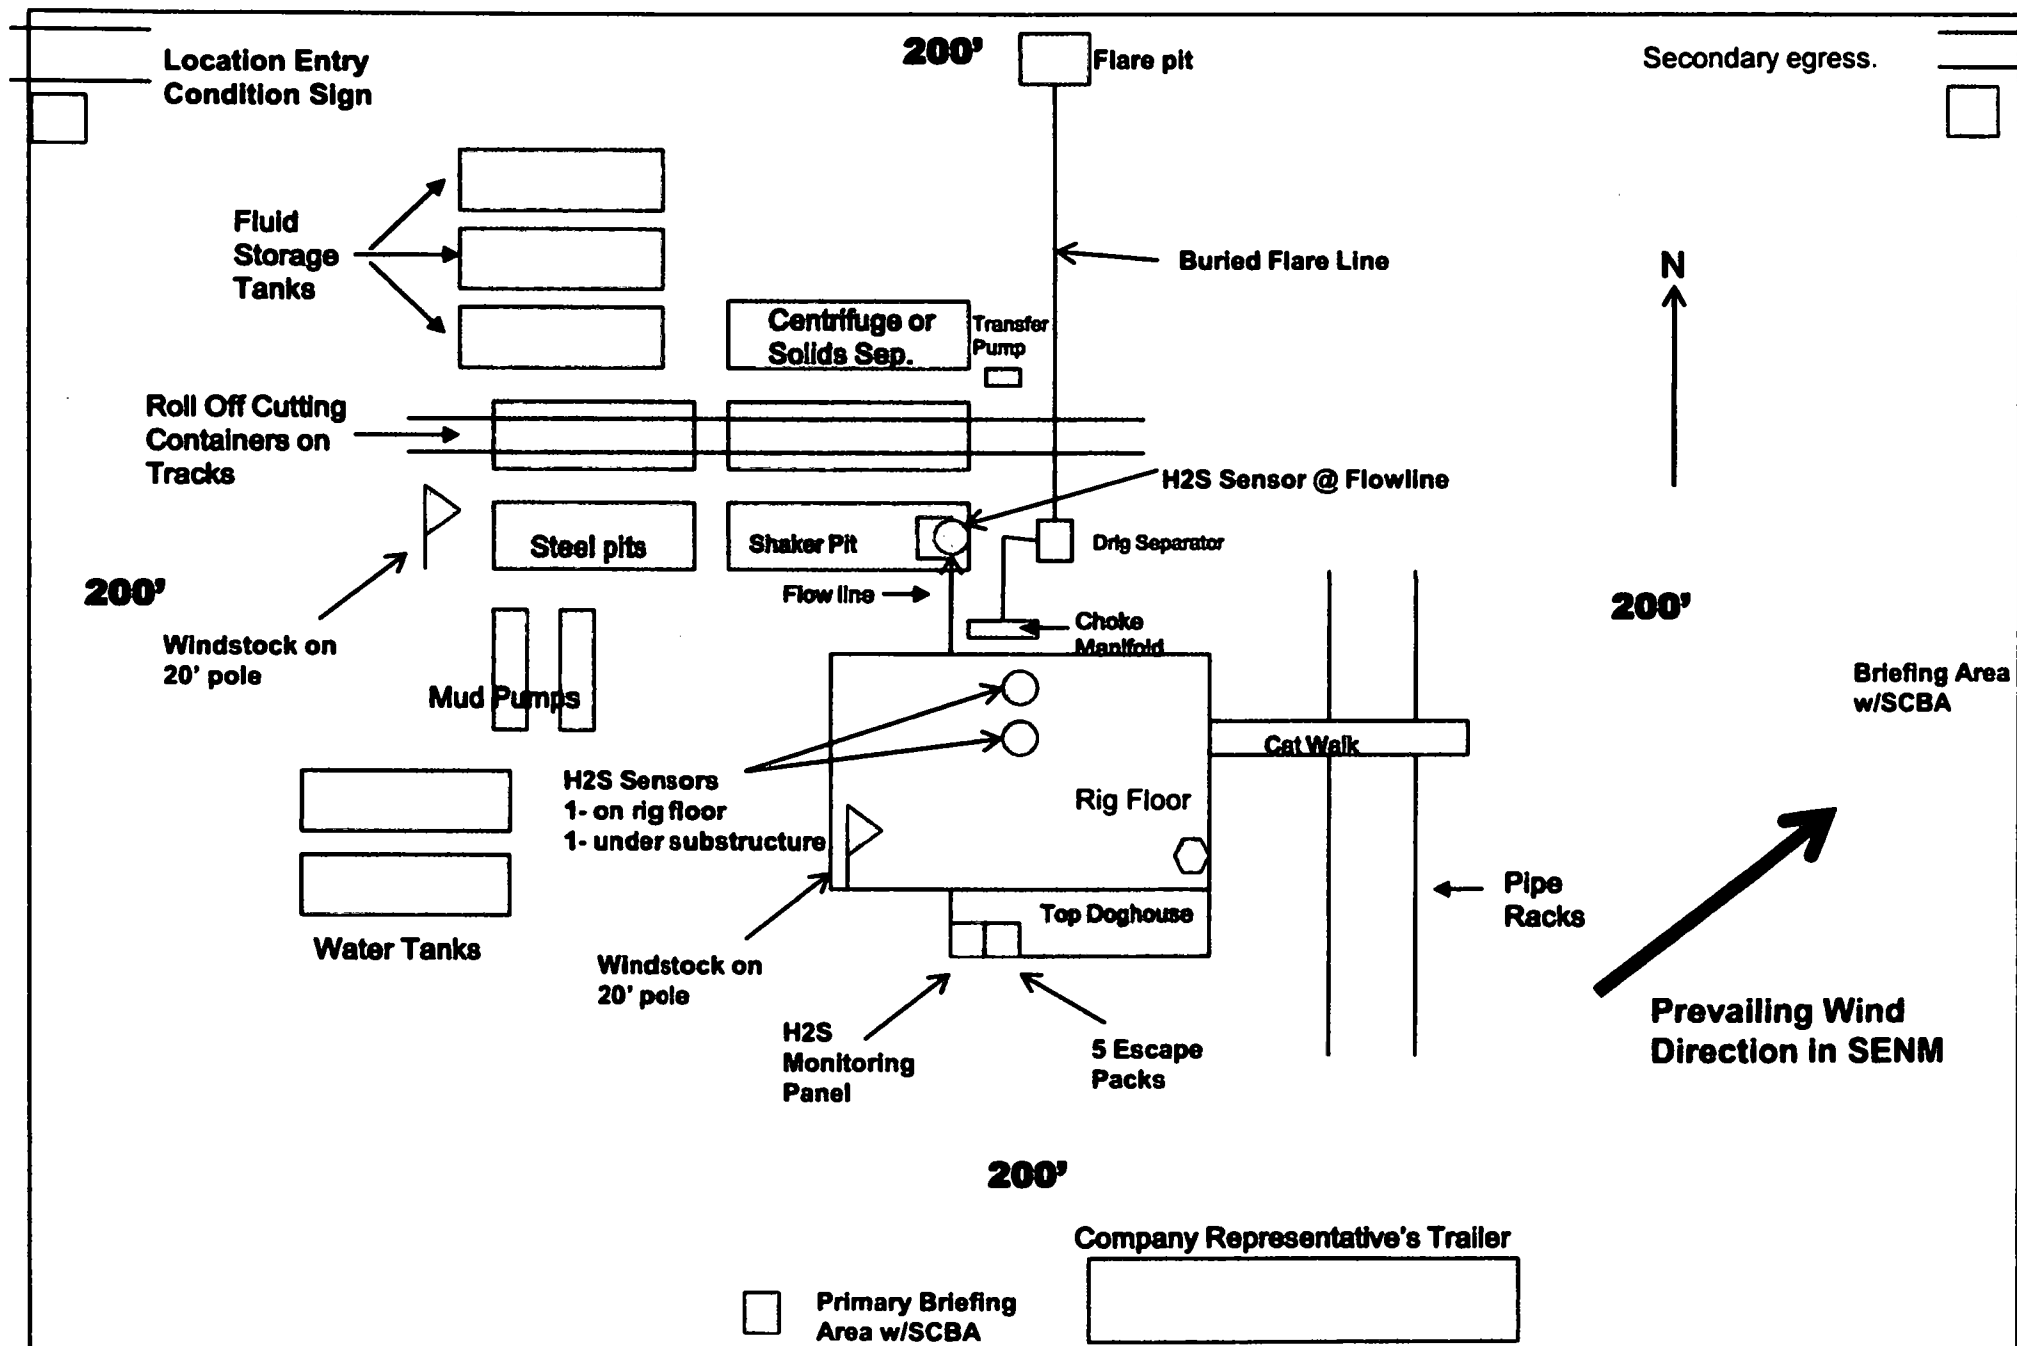 Location Entry
Condition Sign
200'
Flare pit
Secondary egress.
Fluid
Storage
Tanks
Buried Flare Line
N
Centrifuge or
Solids Sep.
Transfer
Pump
Roll Off Cutting
Containers on
Tracks
H2S Sensor @ Flowline
Steel pits
Shaker Pit
Drlg Separator
200'
Flow line
200'
Windstock on
20' pole
Choke
Manifold
Briefing Area
w/SCBA
Mud Pumps
Cat Walk
H2S Sensors
1- on rig floor
1- under substructure
Rig Floor
Pipe
Racks
Top Doghouse
Water Tanks
Windstock on
20' pole
Prevailing Wind
Direction in SENM
H2S
Monitoring
Panel
5 Escape
Packs
200'
Company Representative's Trailer
Primary Briefing
Area w/SCBA